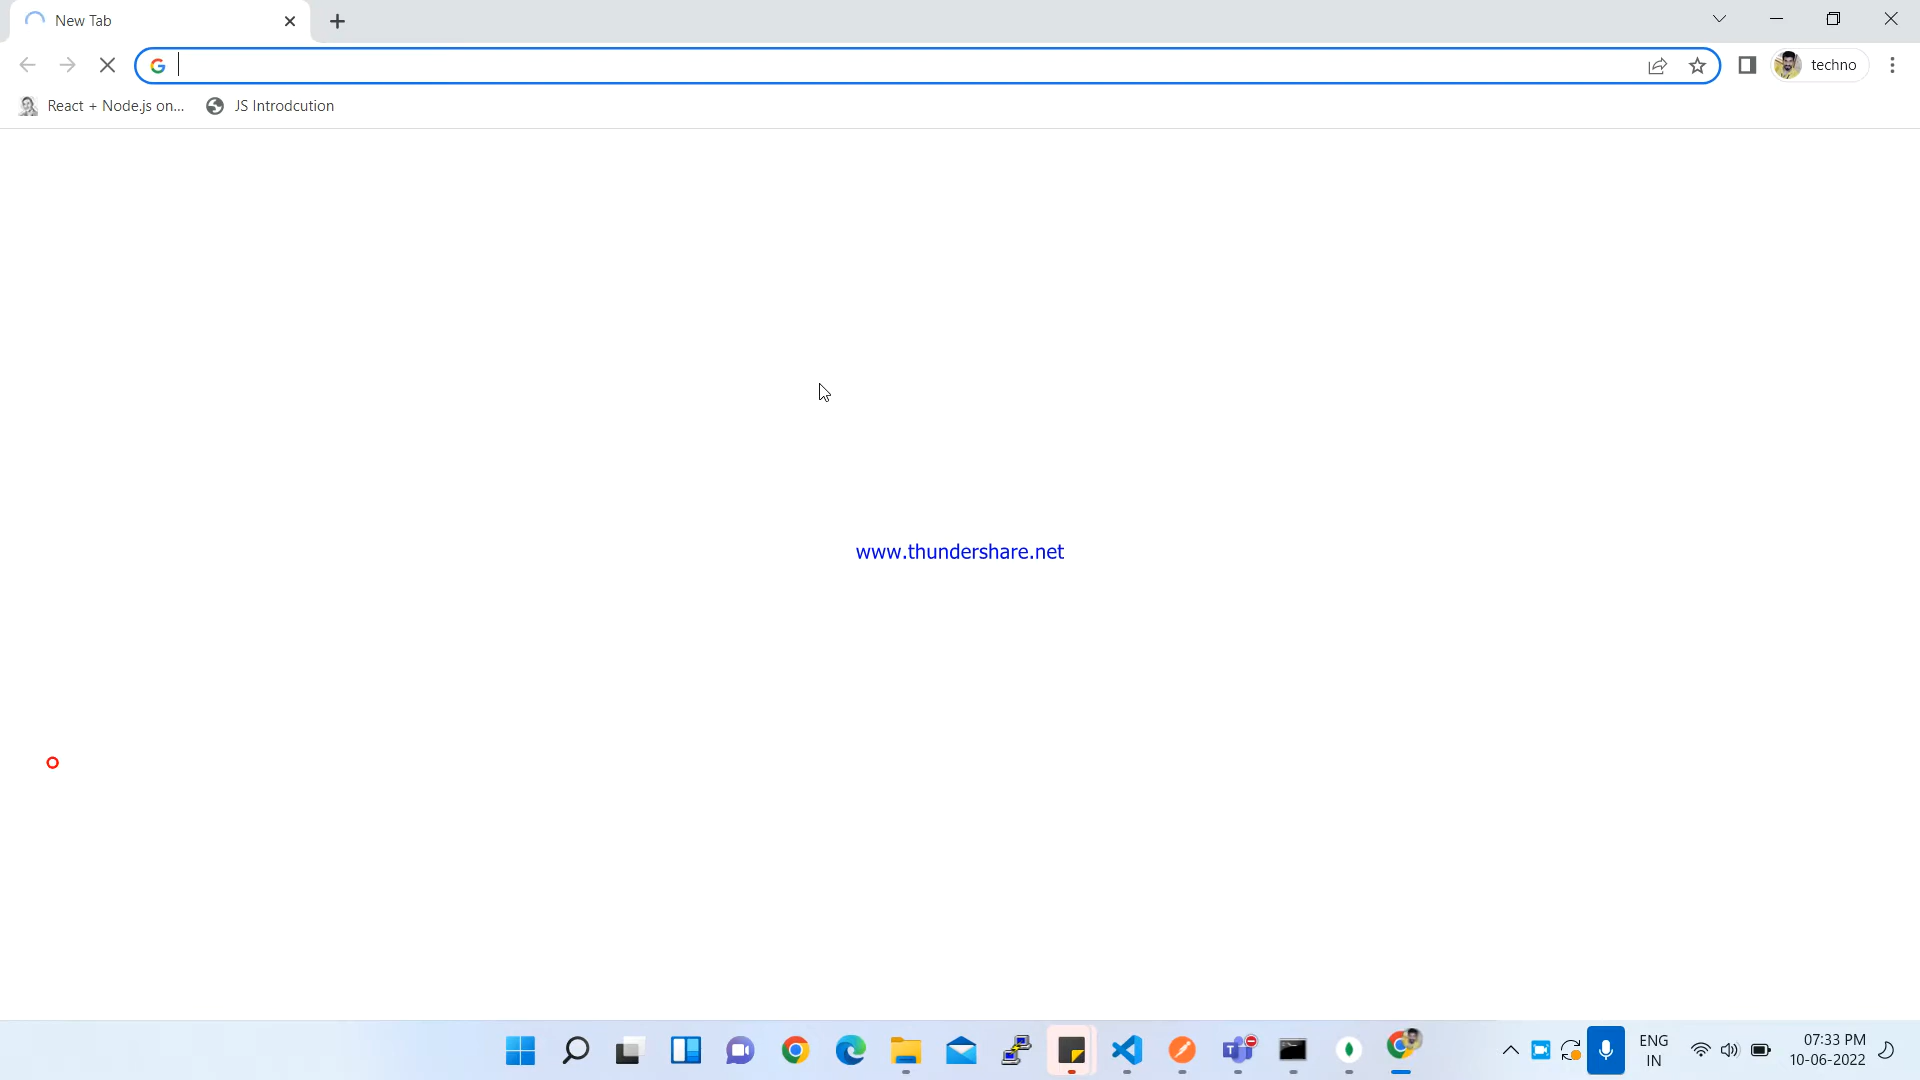 New Tab
techno
React + Node.js on...
JS Introdcution
www.thundershare.net
ENG
IN
07:33 PM
10-06-2022